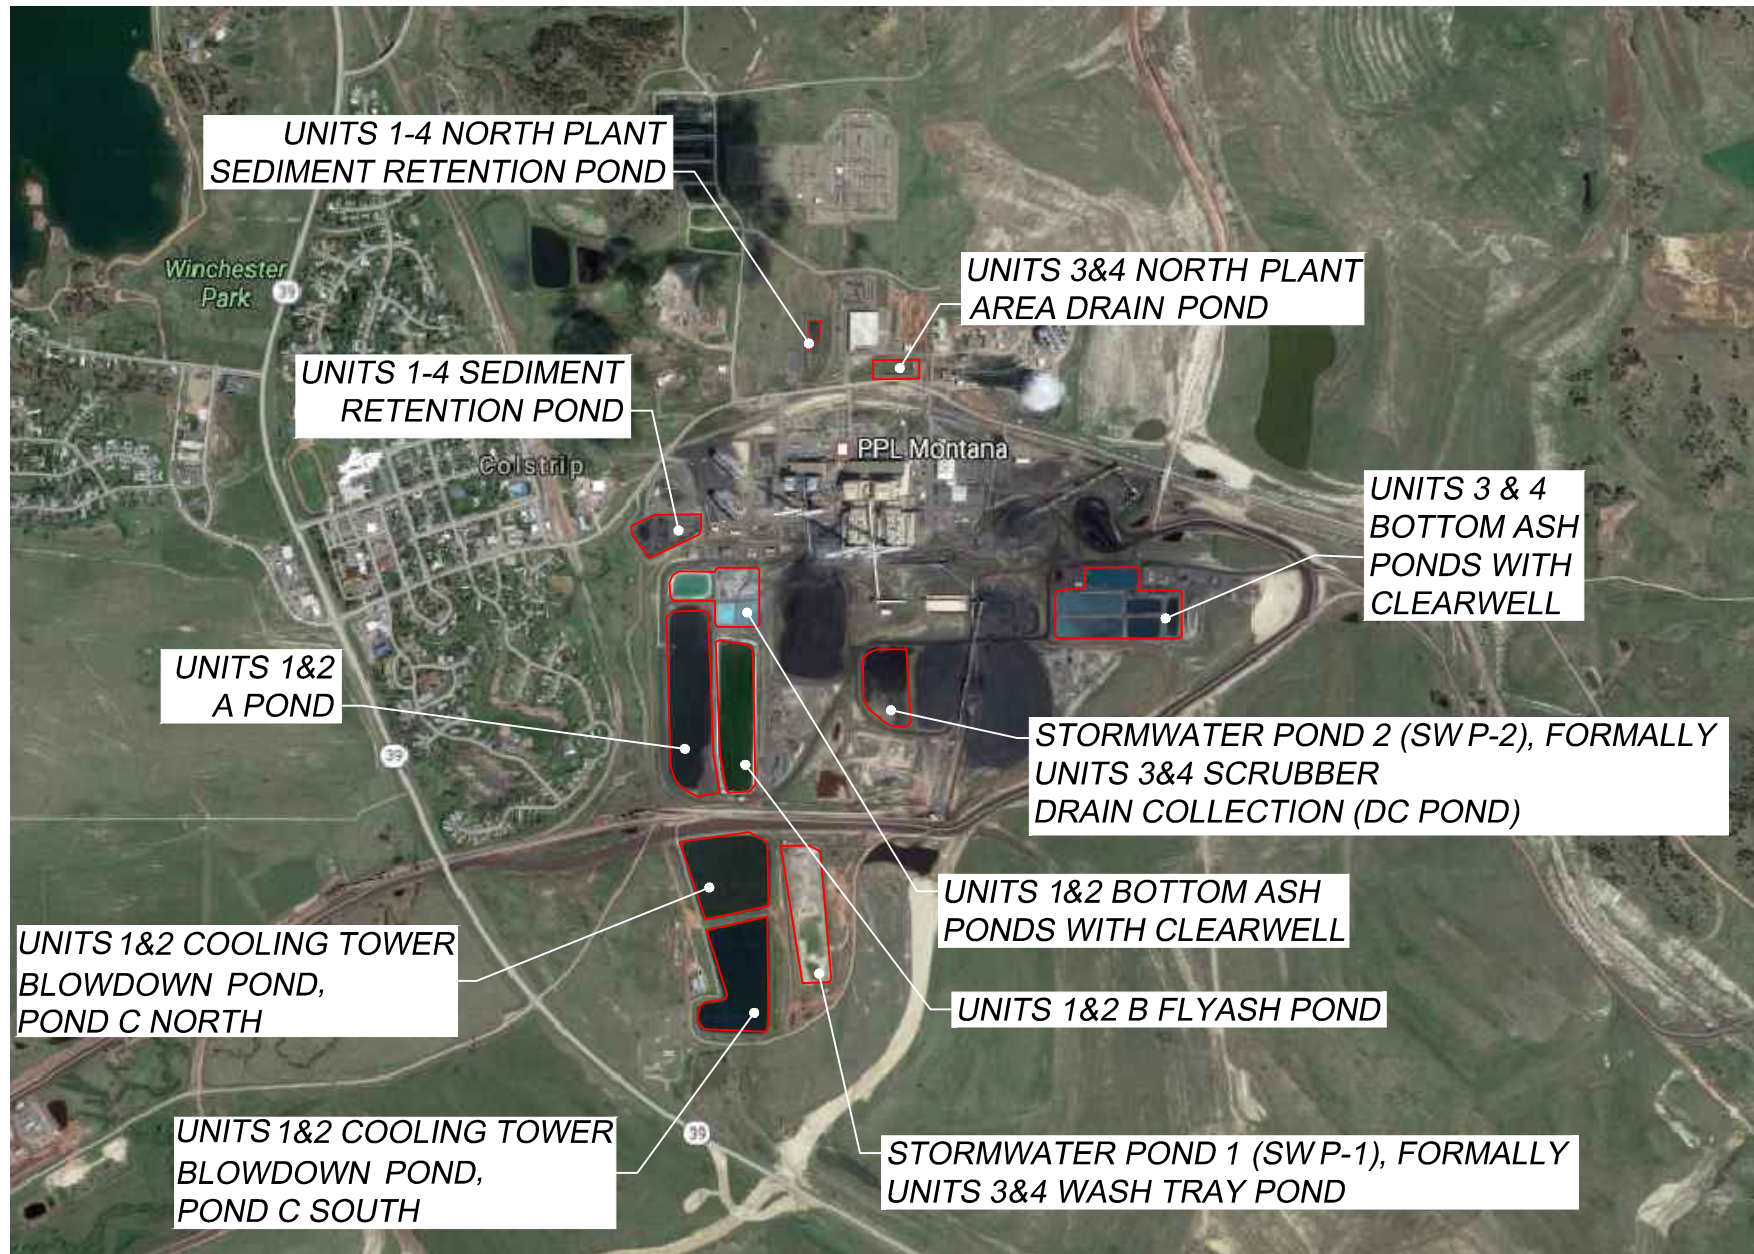 UNITS 1-4 NORTH PLANT
SEDIMENT RETENTION POND
Winchester
Park
39
UNITS 3&4 NORTH PLANT
AREA DRAIN POND
UNITS 1-4 SEDIMENT
RETENTION POND
PPL Montana
Colstrip
UNITS 3 & 4
BOTTOM ASH
PONDS WITH
CLEARWELL
UNITS 1&2
A POND
39
STORMWATER POND 2 (SWP-2), FORMALLY
UNITS 3&4 SCRUBBER
DRAIN COLLECTION (DC POND)
UNITS 1&2 BOTTOM ASH
PONDS WITH CLEARWELL
UNITS 1&2 COOLING TOWER
BLOWDOWN POND,
POND C NORTH
UNITS 1&2 B FLYASH POND
UNITS 1&2 COOLING TOWER
BLOWDOWN POND,
POND C SOUTH
39
STORMWATER POND 1 (SWP-1), FORMALLY
UNITS 3&4 WASH TRAY POND